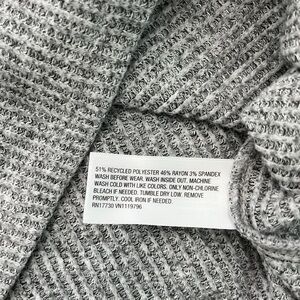 51% RECYCLED POLYESTER 46% RAYON 3% SPANDEX
WASH BEFORE WEAR. WASH INSIDE OUT. MACHINE
WASH COLD WITH LIKE COLORS. ONLY NON-CHLORINE
BLEACH IF NEEDED. TUMBLE DRY LOW. REMOVE
PROMPTLY. COOL IRON IF NEEDED.
RN17730 VN1119796